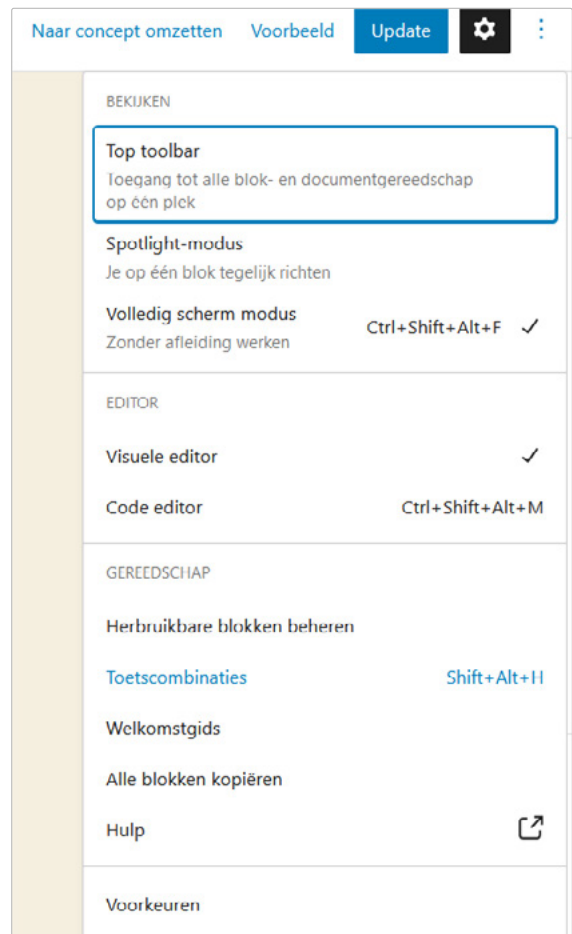 Naar concept omzetten Voorbeeld Update
BEKIJKEN
Top toolbar
Toegang tot alle blok- en documentgereedschap
op één plek
Spotlight-modus
Je op één blok tegelijk richten
Volledig scherm modus Ctrl+Shift+Alt+F
Zonder afleiding werken
EDITOR
Visuele editor
Code editor Ctrl+Shift+Alt+M
GEREEDSCHAP
Herbruikbare blokken beheren
Toetscombinaties Shift+Alt+H
Welkomstgids
Alle blokken kopiëren
Hulp
Voorkeuren